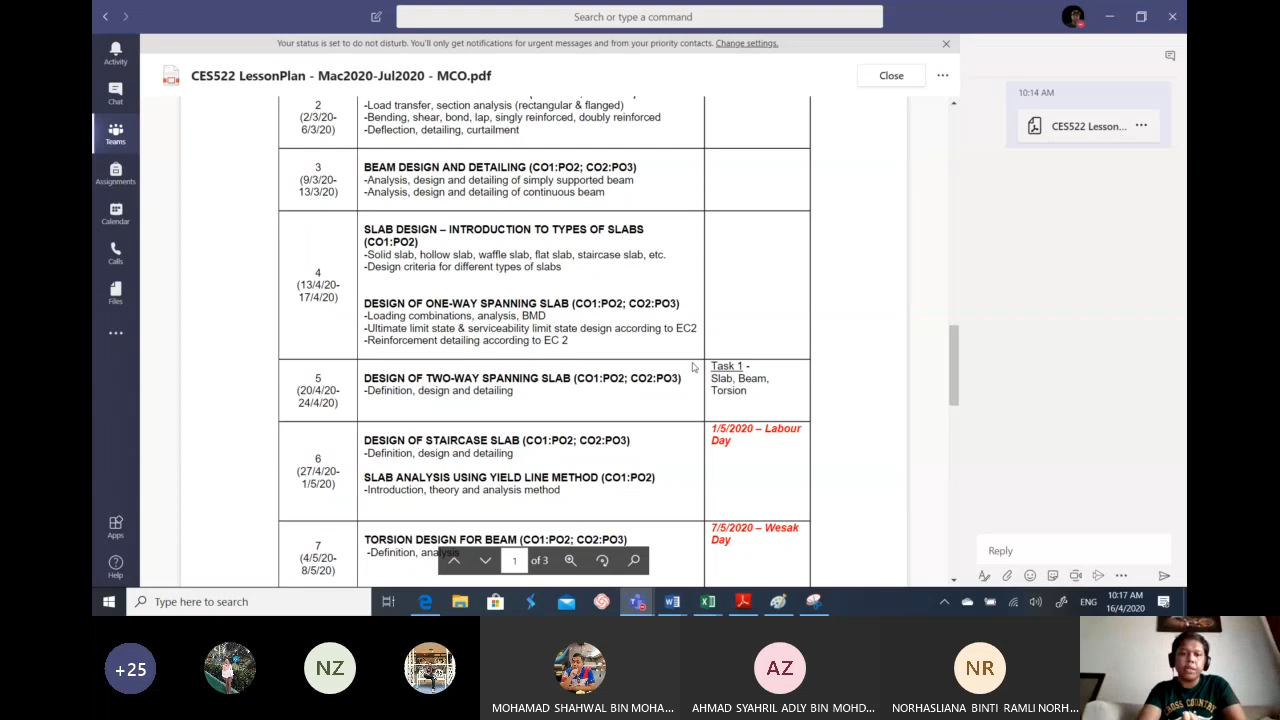 Search or type a command
Your status is set to do not disturb. You'll only get notifications for urgent messages and from your priority contacts. Change settings.
Activity
Chat
Teams
Assignments
Calendar
Calls
Files
Apps
Help
CES522 LessonPlan - Mac2020-Jul2020 - MCO.pdf
Close
2
(2/3/20-
6/3/20)
-Load transfer, section analysis (rectangular & flanged)
-Bending, shear, bond, lap, singly reinforced, doubly reinforced
-Deflection, detailing, curtailment
3
(9/3/20-
13/3/20)
BEAM DESIGN AND DETAILING (CO1:PO2; CO2:PO3)
-Analysis, design and detailing of simply supported beam
-Analysis, design and detailing of continuous beam
4
(13/4/20-
17/4/20)
SLAB DESIGN – INTRODUCTION TO TYPES OF SLABS
(CO1:PO2)
-Solid slab, hollow slab, waffle slab, flat slab, staircase slab, etc.
-Design criteria for different types of slabs
DESIGN OF ONE-WAY SPANNING SLAB (CO1:PO2; CO2:PO3)
-Loading combinations, analysis, BMD
-Ultimate limit state & serviceability limit state design according to EC2
-Reinforcement detailing according to EC 2
5
(20/4/20-
24/4/20)
DESIGN OF TWO-WAY SPANNING SLAB (CO1:PO2; CO2:PO3)
-Definition, design and detailing
Task 1 -
Slab, Beam,
Torsion
6
(27/4/20-
1/5/20)
DESIGN OF STAIRCASE SLAB (CO1:PO2; CO2:PO3)
-Definition, design and detailing
SLAB ANALYSIS USING YIELD LINE METHOD (CO1:PO2)
-Introduction, theory and analysis method
1/5/2020 – Labour
Day
7
(4/5/20-
8/5/20)
TORSION DESIGN FOR BEAM (CO1:PO2; CO2:PO3)
-Definition, analysis
7/5/2020 – Wesak
Day
1 of 3
10:14 AM
CES522 Lesson...
Reply
Type here to search
ENG
10:17 AM
16/4/2020
+25
NZ
MOHAMAD SHAHWAL BIN MOHA...
AZ
AHMAD SYAHRIL ADLY BIN MOHD...
NR
NORHASLIANA BINTI RAMLI NORH...
CROSS COUNTRY